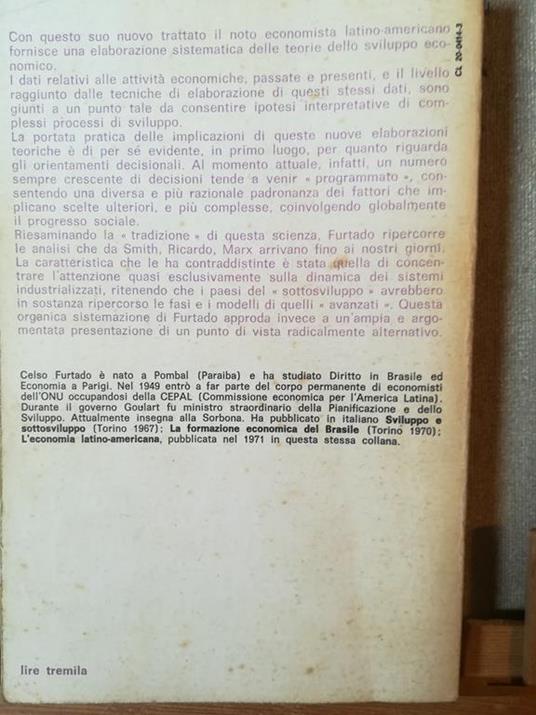 Con questo suo nuovo trattato il noto economista latino-americano
fornisce una elaborazione sistematica delle teorie dello sviluppo eco-
nomico.
I dati relativi alle attività economiche, passate e presenti, e il livello
raggiunto dalle tecniche di elaborazione di questi stessi dati, sono
giunti a un punto tale da consentire ipotesi interpretative di com-
plessi processi di sviluppo.
La portata pratica delle implicazioni di queste nuove elaborazioni
teoriche è di per sé evidente, in primo luogo, per quanto riguarda
gli orientamenti decisionali. Al momento attuale, infatti, un numero
sempre crescente di decisioni tende a venir « programmato », con-
sentendo una diversa e più razionale padronanza dei fattori che im-
plicano scelte ulteriori, e più complesse, coinvolgendo globalmente
il progresso sociale.
Riesaminando la « tradizione » di questa scienza, Furtado ripercorre
le analisi che da Smith, Ricardo, Marx arrivano fino ai nostri giorni.
La caratteristica che le ha contraddistinte è stata quella di concen-
trare l'attenzione quasi esclusivamente sulla dinamica dei sistemi
industrializzati, ritenendo che i paesi del « sottosviluppo » avrebbero
in sostanza ripercorso le fasi e i modelli di quelli « avanzati ». Questa
organica sistemazione di Furtado approda invece a un'ampia e argo-
mentata presentazione di un punto di vista radicalmente alternativo.
Celso Furtado è nato a Pombal (Paraiba) e ha studiato Diritto in Brasile ed
Economia a Parigi. Nel 1949 entrò a far parte del corpo permanente di economisti
dell'ONU occupandosi della CEPAL (Commissione economica per l'America Latina).
Durante il governo Goulart fu ministro straordinario della Pianificazione e dello
Sviluppo. Attualmente insegna alla Sorbona. Ha pubblicato in italiano Sviluppo e
sottosviluppo (Torino 1967); La formazione economica del Brasile (Torino 1970);
L'economia latino-americana, pubblicata nel 1971 in questa stessa collana.
lire tremila
CL 20-0414-3